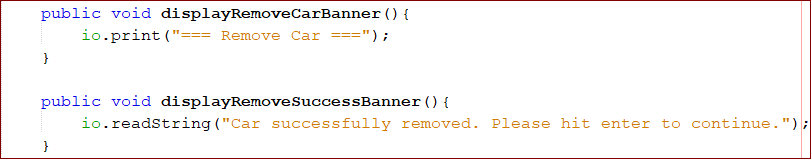 public void displayRemoveCarBanner(){
io.print("=== Remove Car ===");
}
public void displayRemoveSuccessBanner(){
io.readString("Car successfully removed. Please hit enter to continue.");
}